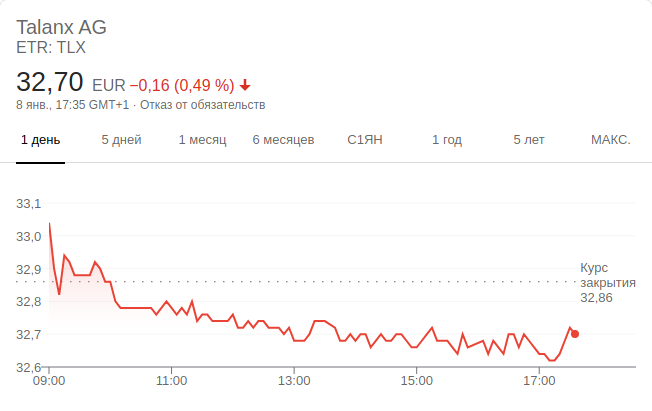 Talanx AG
ETR: TLX
32,70 EUR −0,16 (0,49 %)
8 янв., 17:35 GMT+1 · Отказ от обязательств
1 день 5 дней 1 месяц 6 месяцев С1ЯН 1 год 5 лет МАКС.
33,1
33,0
32,9
32,8
32,7
32,6
Курс
закрытия
32,86
09:00 11:00 13:00 15:00 17:00